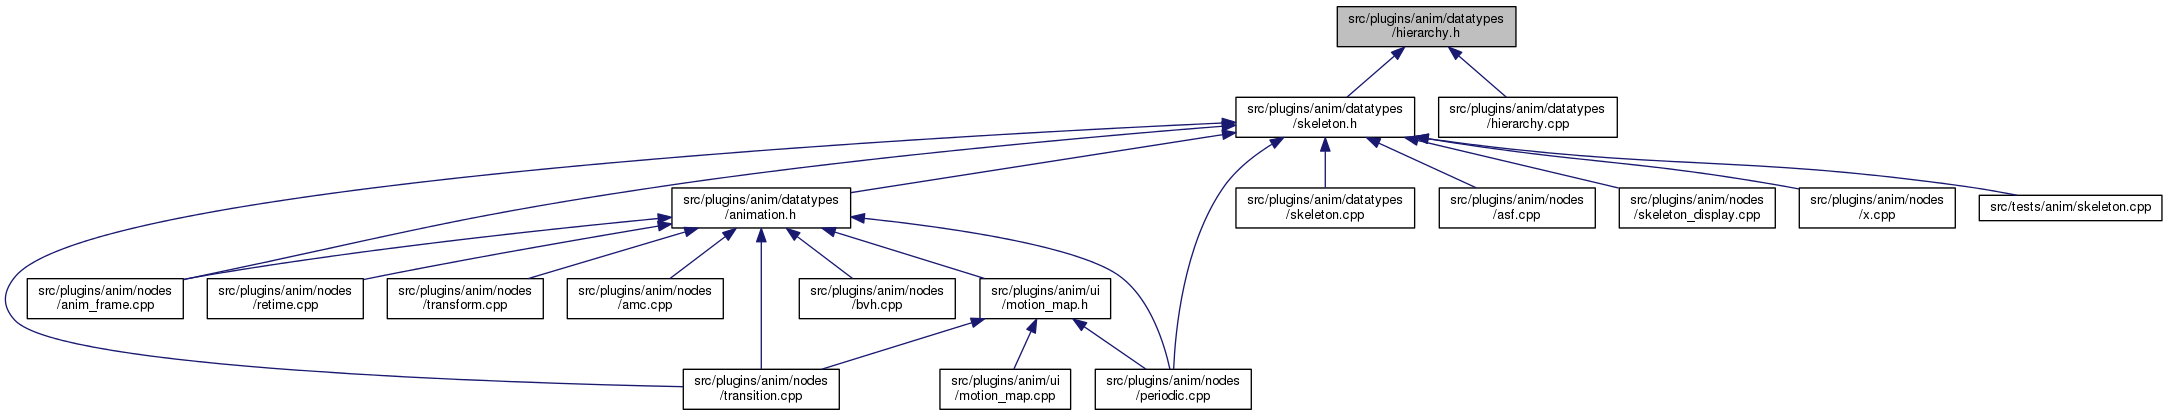 src/plugins/anim/datatypes
/hierarchy.h
src/plugins/anim/datatypes
/skeleton.h
src/plugins/anim/datatypes
/hierarchy.cpp
src/plugins/anim/datatypes
/animation.h
src/plugins/anim/datatypes
/skeleton.cpp
src/plugins/anim/nodes
/asf.cpp
src/plugins/anim/nodes
/skeleton_display.cpp
src/plugins/anim/nodes
/x.cpp
src/tests/anim/skeleton.cpp
src/plugins/anim/nodes
/anim_frame.cpp
src/plugins/anim/nodes
/retime.cpp
src/plugins/anim/nodes
/transform.cpp
src/plugins/anim/nodes
/amc.cpp
src/plugins/anim/nodes
/bvh.cpp
src/plugins/anim/ui
/motion_map.h
src/plugins/anim/nodes
/transition.cpp
src/plugins/anim/ui
/motion_map.cpp
src/plugins/anim/nodes
/periodic.cpp